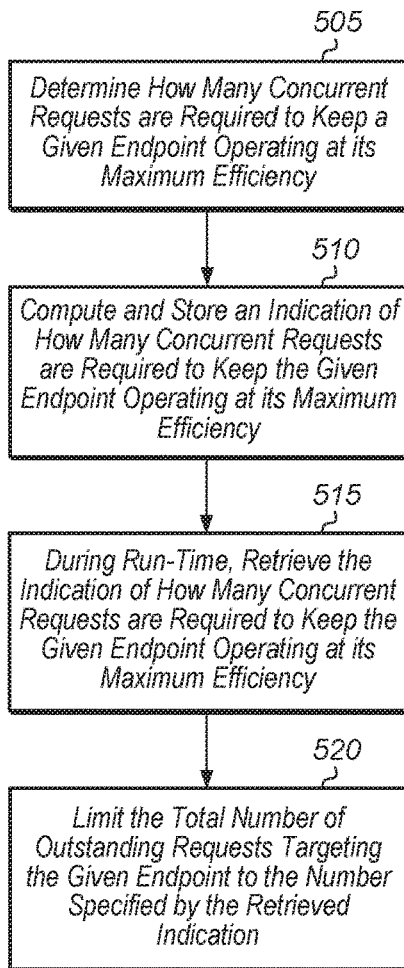 505
Determine How Many Concurrent
Requests are Required to Keep a
Given Endpoint Operating at its
Maximum Efficiency
510
Compute and Store an Indication of
How Many Concurrent Requests
are Required to Keep the Given
Endpoint Operating at its Maximum
Efficiency
515
During Run-Time, Retrieve the
Indication of How Many Concurrent
Requests are Required to Keep the
Given Endpoint Operating at its
Maximum Efficiency
520
Limit the Total Number of
Outstanding Requests Targeting
the Given Endpoint to the Number
Specified by the Retrieved
Indication